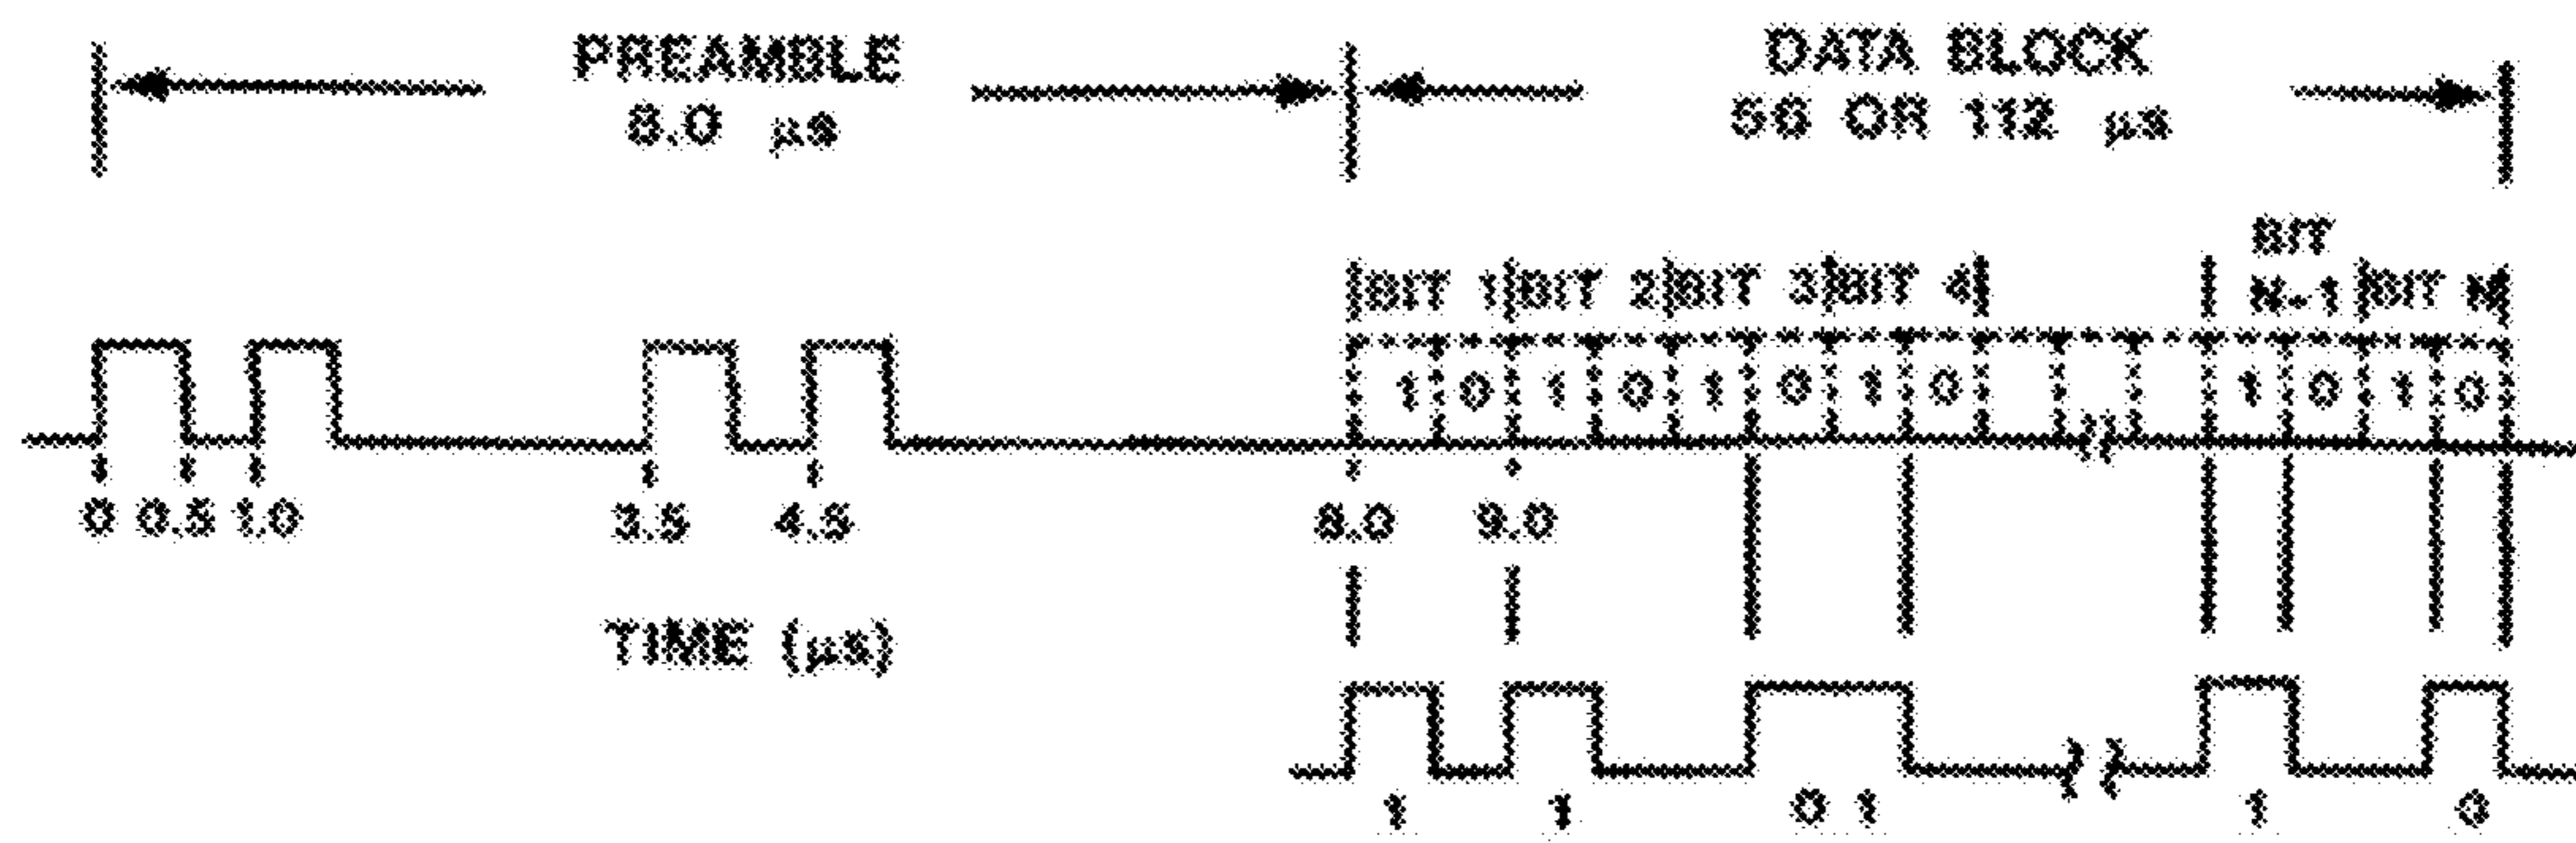 PREAMBLE
8.0 µs
DATA BLOCK
56 OR 112 µs
BIT 1 BIT 2 BIT 3 BIT 4
BIT
N-1 BIT N
1 0 1 0 1 0 1 0 1 0 1 0
0 0.5 1.0 3.5 4.5 8.0 9.0
TIME (µs)
1 1 0 1 1 0